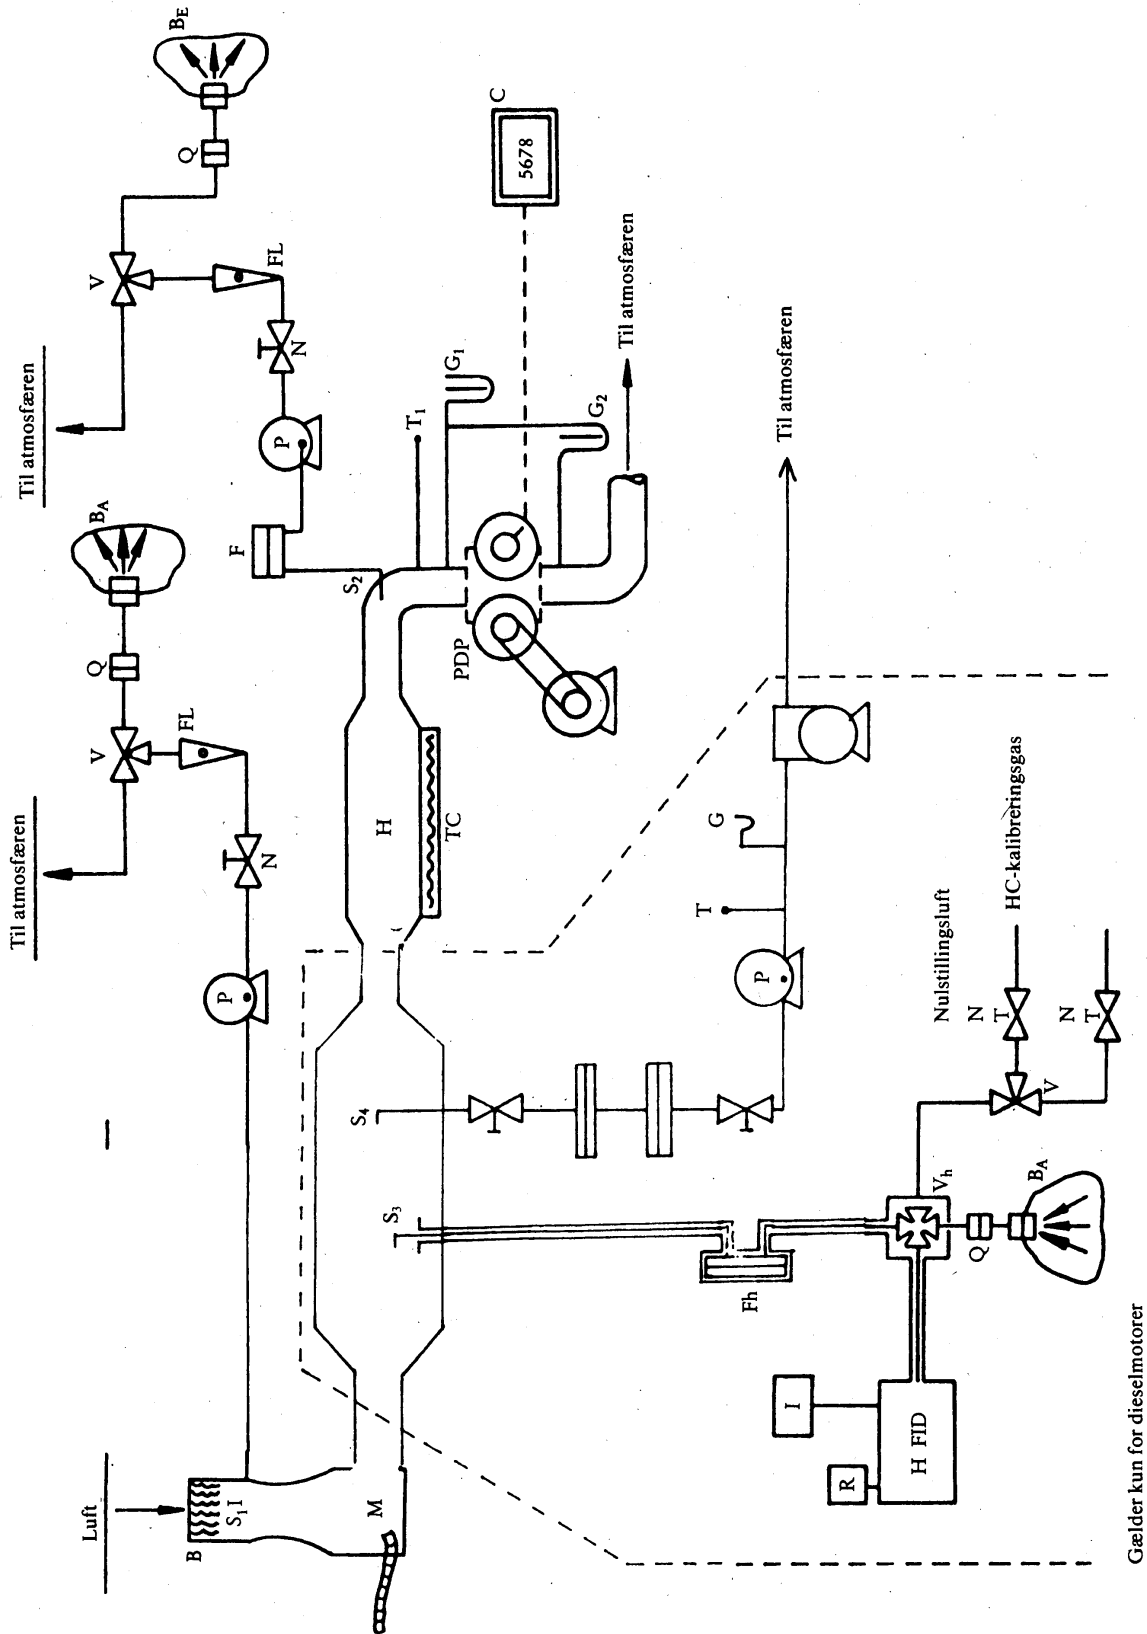 Luft
B
S₁I
M
Til atmosfæren
V
Q
BA
FL
N
P
Til atmosfæren
V
Q
BE
FL
N
P
F
S₂
T₁
G₁
G₂
C
5678
PDP
Til atmosfæren
H
TC
S₄
S₃
P
T
G
Til atmosfæren
Fh
Vh
Q
BA
R
I
H FID
V
N
T
N
T
Nulstillingsluft
HC-kalibreringsgas
Gælder kun for dieselmotorer